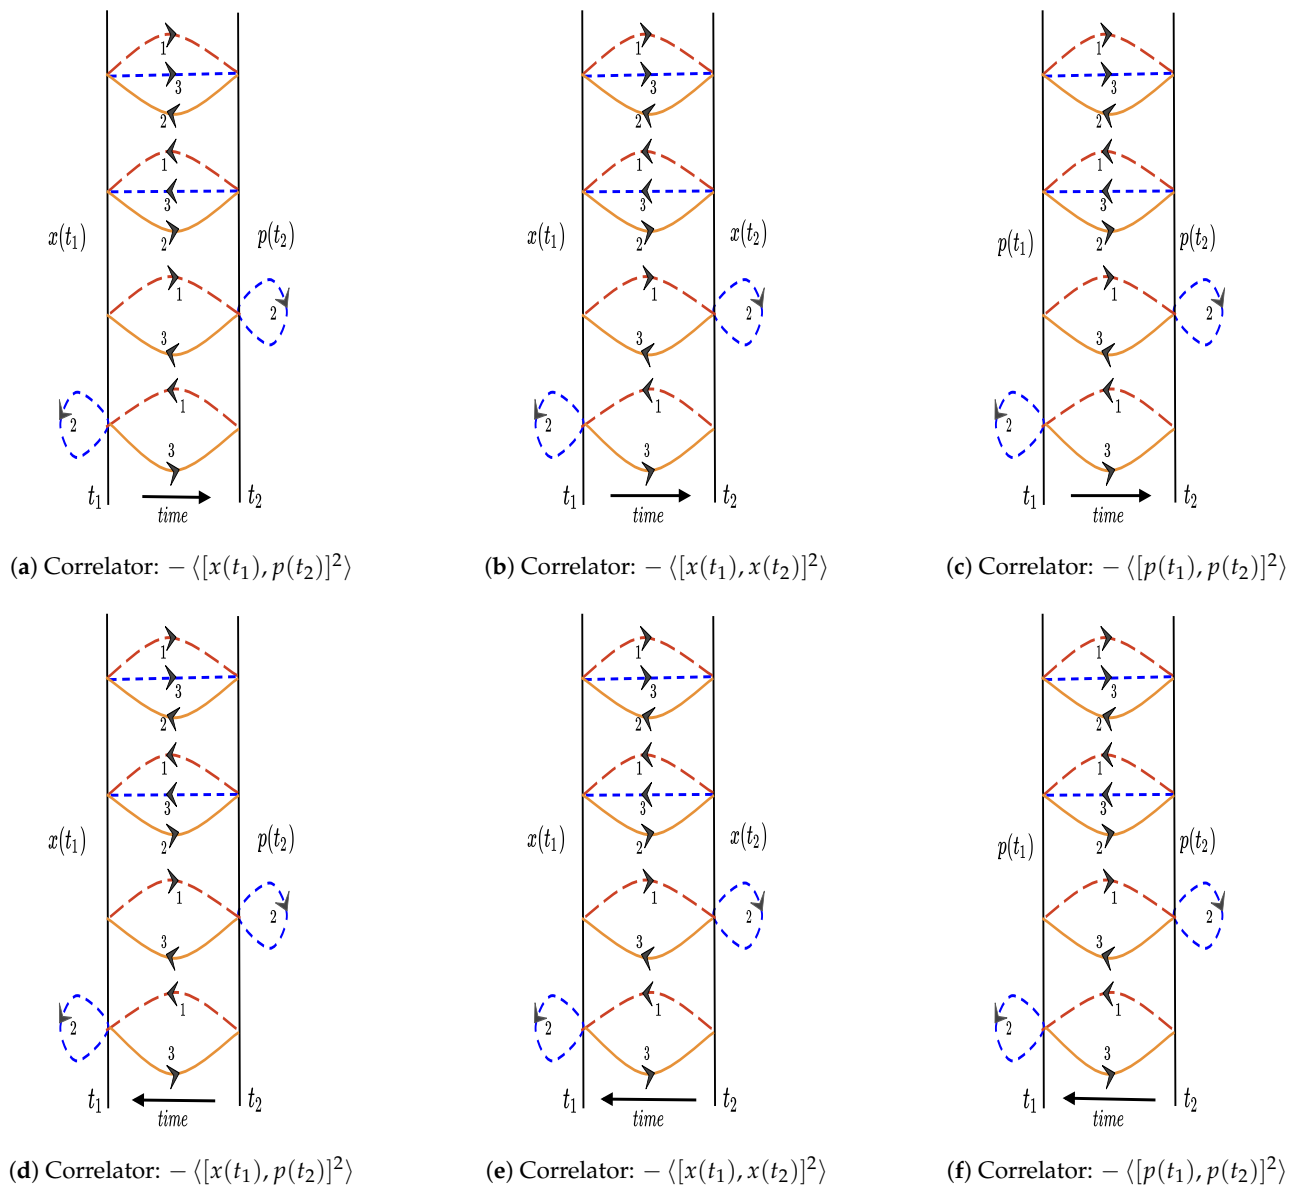 1 1 1
3 3 3
2 2 2
1 1 1
3 3 3
2 2 2
x(t₁) p(t₂) x(t₁) x(t₂) p(t₁) p(t₂)
1 1 1
2 2 2
3 3 3
1 1 1
2 2 2
3 3 3
t₁ t₂ t₁ t₂ t₁ t₂
time time time
(a) Correlator: − ⟨[x(t₁), p(t₂)]²⟩ (b) Correlator: − ⟨[x(t₁), x(t₂)]²⟩ (c) Correlator: − ⟨[p(t₁), p(t₂)]²⟩
1 1 1
3 3 3
2 2 2
1 1 1
3 3 3
2 2 2
x(t₁) p(t₂) x(t₁) x(t₂) p(t₁) p(t₂)
1 1 1
2 2 2
3 3 3
1 1 1
2 2 2
3 3 3
t₁ t₂ t₁ t₂ t₁ t₂
time time time
(d) Correlator: − ⟨[x(t₁), p(t₂)]²⟩ (e) Correlator: − ⟨[x(t₁), x(t₂)]²⟩ (f) Correlator: − ⟨[p(t₁), p(t₂)]²⟩